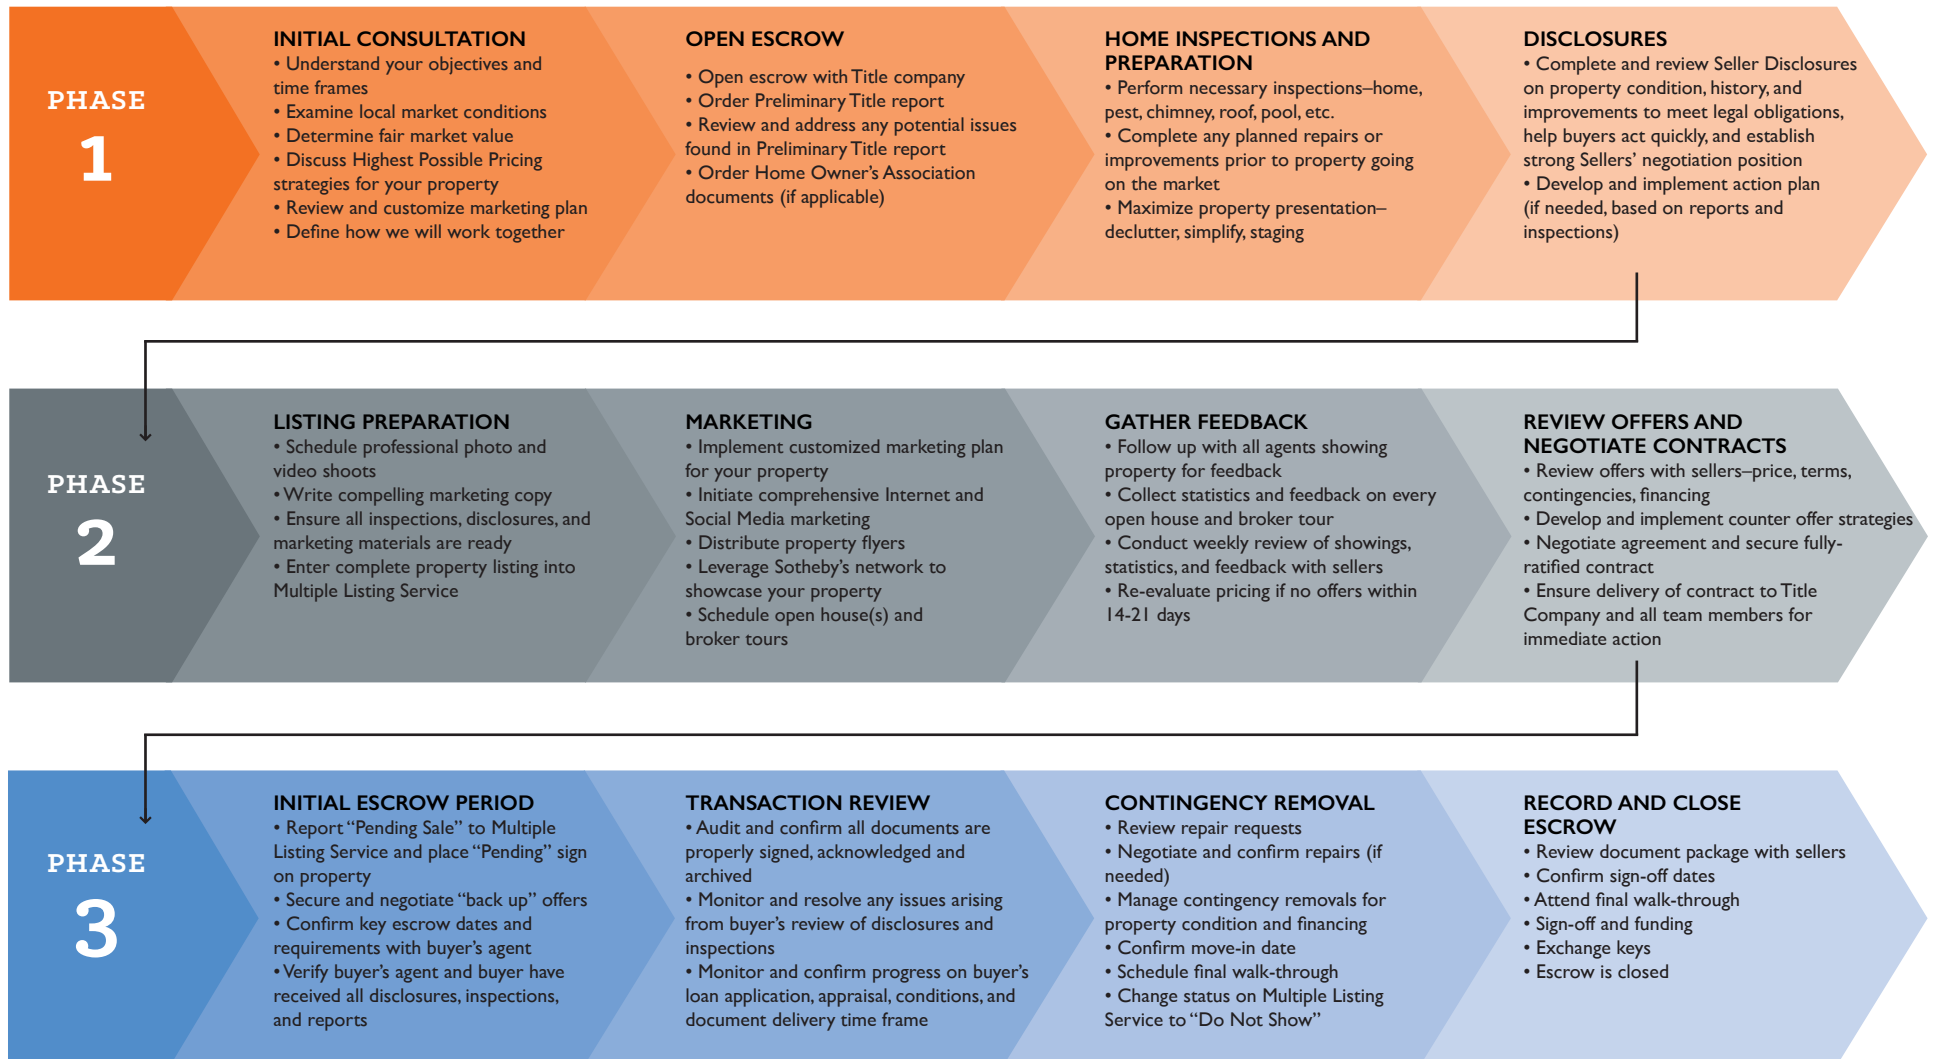 PHASE
1
INITIAL CONSULTATION
• Understand your objectives and
time frames
• Examine local market conditions
• Determine fair market value
• Discuss Highest Possible Pricing
strategies for your property
• Review and customize marketing plan
• Define how we will work together
OPEN ESCROW
• Open escrow with Title company
• Order Preliminary Title report
• Review and address any potential issues
found in Preliminary Title report
• Order Home Owner's Association
documents (if applicable)
HOME INSPECTIONS AND
PREPARATION
• Perform necessary inspections–home,
pest, chimney, roof, pool, etc.
• Complete any planned repairs or
improvements prior to property going
on the market
• Maximize property presentation–
declutter, simplify, staging
DISCLOSURES
• Complete and review Seller Disclosures
on property condition, history, and
improvements to meet legal obligations,
help buyers act quickly, and establish
strong Sellers' negotiation position
• Develop and implement action plan
(if needed, based on reports and
inspections)
PHASE
2
LISTING PREPARATION
• Schedule professional photo and
video shoots
• Write compelling marketing copy
• Ensure all inspections, disclosures, and
marketing materials are ready
• Enter complete property listing into
Multiple Listing Service
MARKETING
• Implement customized marketing plan
for your property
• Initiate comprehensive Internet and
Social Media marketing
• Distribute property flyers
• Leverage Sotheby's network to
showcase your property
• Schedule open house(s) and
broker tours
GATHER FEEDBACK
• Follow up with all agents showing
property for feedback
• Collect statistics and feedback on every
open house and broker tour
• Conduct weekly review of showings,
statistics, and feedback with sellers
• Re-evaluate pricing if no offers within
14-21 days
REVIEW OFFERS AND
NEGOTIATE CONTRACTS
• Review offers with sellers–price, terms,
contingencies, financing
• Develop and implement counter offer strategies
• Negotiate agreement and secure fully-
ratified contract
• Ensure delivery of contract to Title
Company and all team members for
immediate action
PHASE
3
INITIAL ESCROW PERIOD
• Report “Pending Sale” to Multiple
Listing Service and place “Pending” sign
on property
• Secure and negotiate “back up” offers
• Confirm key escrow dates and
requirements with buyer's agent
• Verify buyer's agent and buyer have
received all disclosures, inspections,
and reports
TRANSACTION REVIEW
• Audit and confirm all documents are
properly signed, acknowledged and
archived
• Monitor and resolve any issues arising
from buyer's review of disclosures and
inspections
• Monitor and confirm progress on buyer's
loan application, appraisal, conditions, and
document delivery time frame
CONTINGENCY REMOVAL
• Review repair requests
• Negotiate and confirm repairs (if
needed)
• Manage contingency removals for
property condition and financing
• Confirm move-in date
• Schedule final walk-through
• Change status on Multiple Listing
Service to “Do Not Show”
RECORD AND CLOSE
ESCROW
• Review document package with sellers
• Confirm sign-off dates
• Attend final walk-through
• Sign-off and funding
• Exchange keys
• Escrow is closed